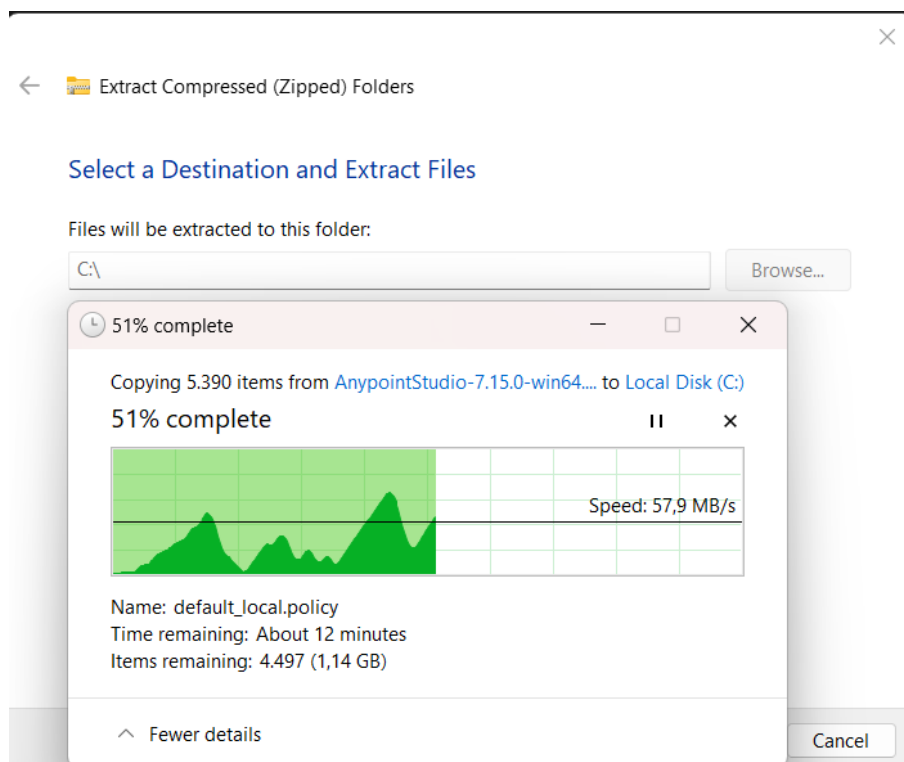 Extract Compressed (Zipped) Folders
Select a Destination and Extract Files
Files will be extracted to this folder:
C:\
Browse...
51% complete
Copying 5.390 items from AnypointStudio-7.15.0-win64.... to Local Disk (C:)
51% complete
Speed: 57,9 MB/s
Name: default_local.policy
Time remaining: About 12 minutes
Items remaining: 4.497 (1,14 GB)
Fewer details
Cancel